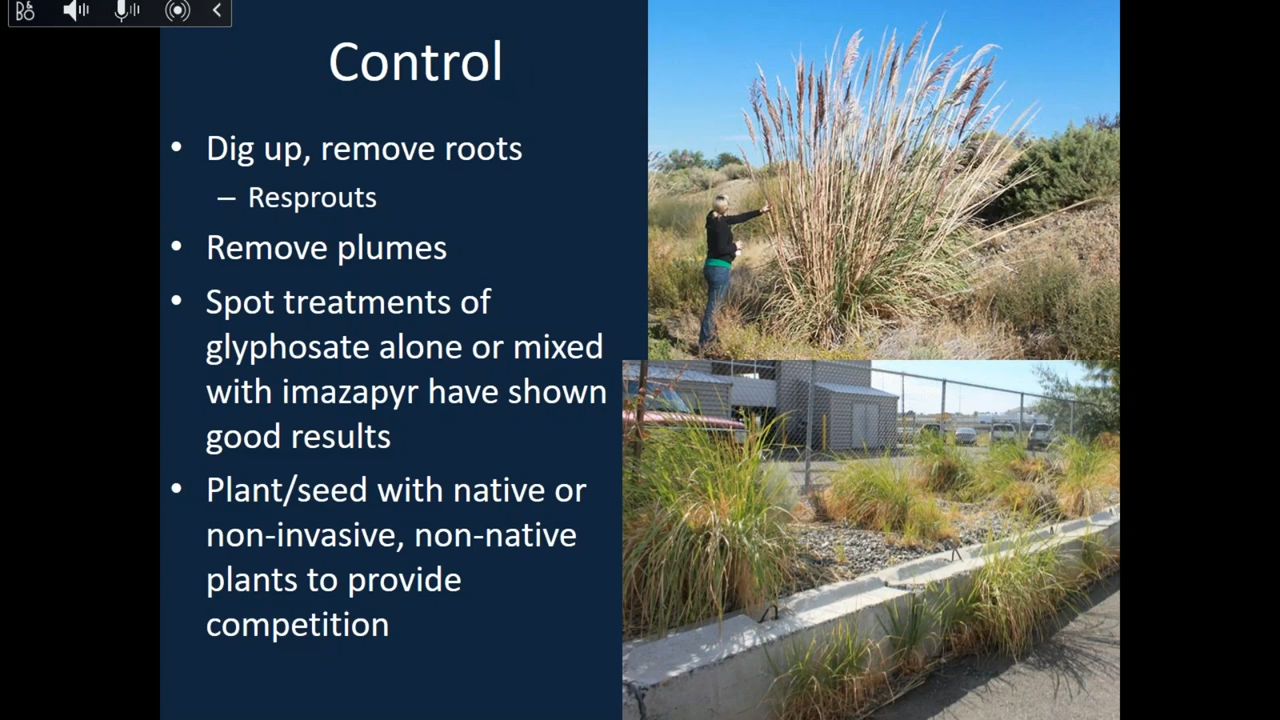 Control
• Dig up, remove roots
– Resprouts
• Remove plumes
• Spot treatments of
glyphosate alone or mixed
with imazapyr have shown
good results
• Plant/seed with native or
non-invasive, non-native
plants to provide
competition